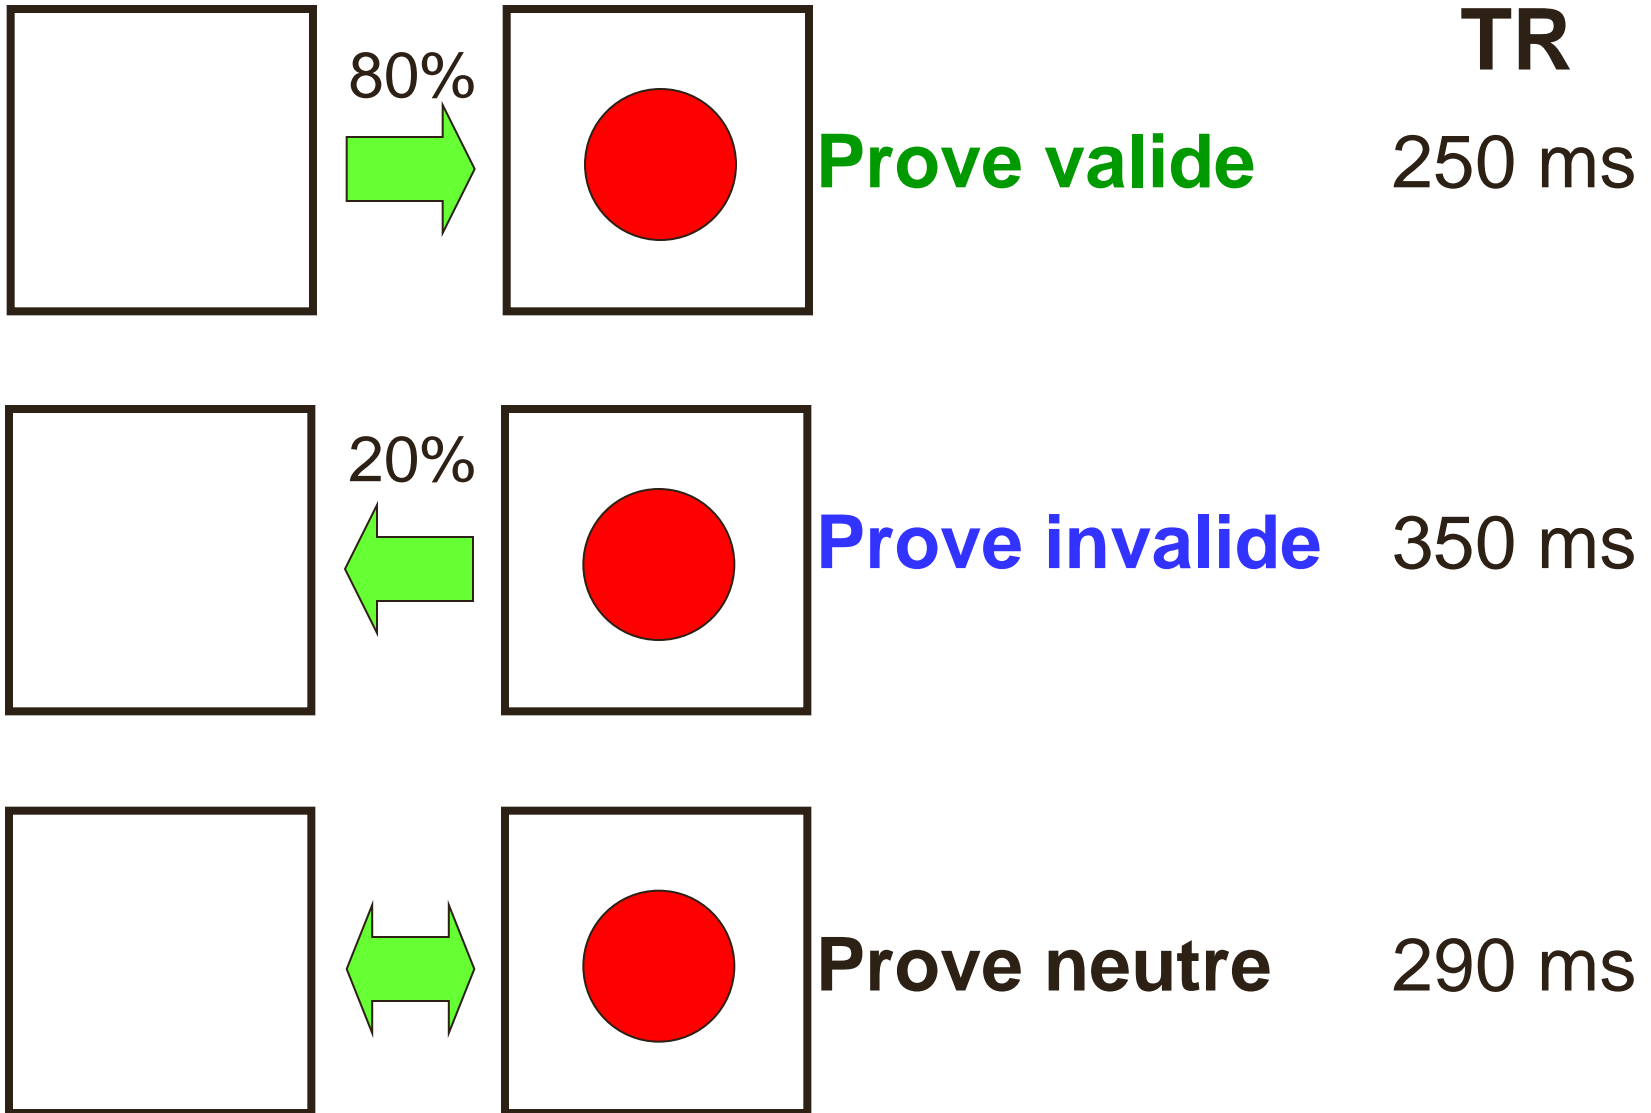 TR
80%
Prove valide 250 ms
20%
Prove invalide 350 ms
Prove neutre 290 ms